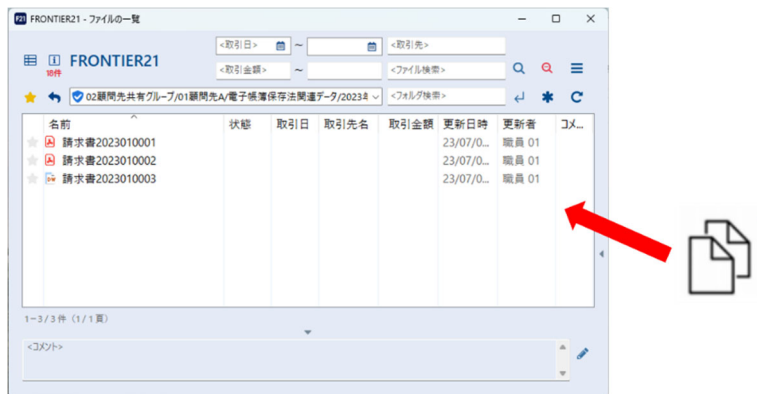 F21 FRONTIER21 - ファイルの一覧
<取引日> ~ <取引先>
FRONTIER21
18件
<取引金額> ~ <ファイル検索>
02顧問先共有グループ/01顧問先A/電子帳簿保存法関連データ/2023 <フォルダ検索>
名前 状態 取引日 取引先名 取引金額 更新日時 更新者 コメ...
請求書2023010001 23/07/0... 職員 01
請求書2023010002 23/07/0... 職員 01
請求書2023010003 23/07/0... 職員 01
1-3/3件 (1/1頁)
<コメント>